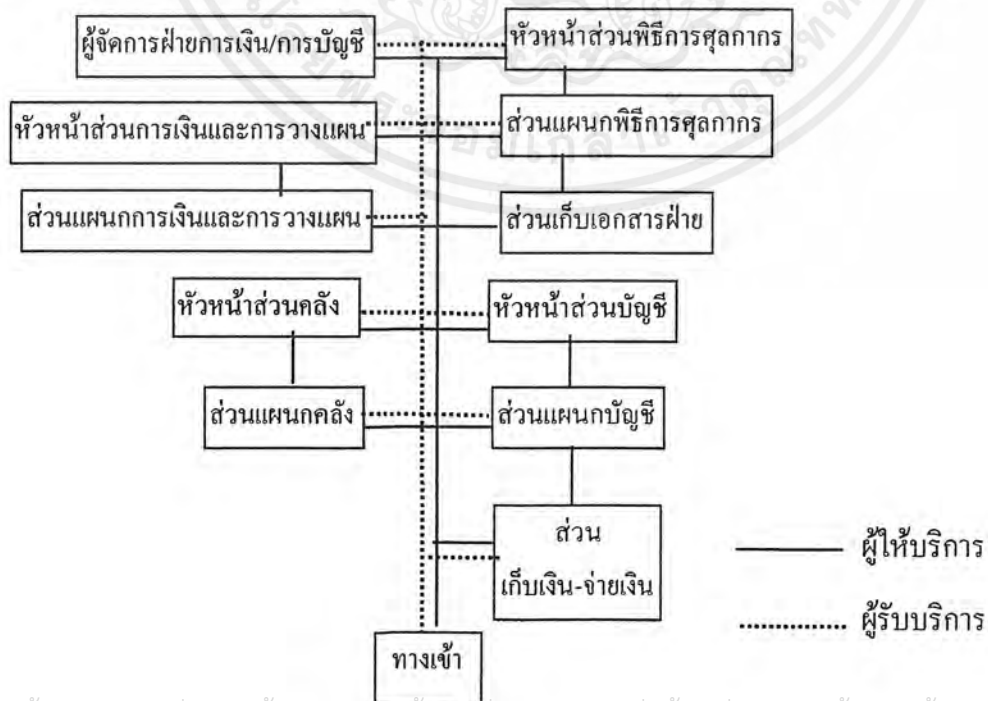 ผู้จัดการฝ่ายการเงิน/การบัญชี
หัวหน้าส่วนพิธีการศุลกากร
หัวหน้าส่วนการเงินและการวางแผน
ส่วนแผนกพิธีการศุลกากร
ส่วนแผนกการเงินและการวางแผน
ส่วนเก็บเอกสารฝ่าย
หัวหน้าส่วนคลัง
หัวหน้าส่วนบัญชี
ส่วนแผนกคลัง
ส่วนแผนกบัญชี
ส่วน
เก็บเงิน-จ่ายเงิน
ผู้ให้บริการ
ผู้รับบริการ
ทางเข้า